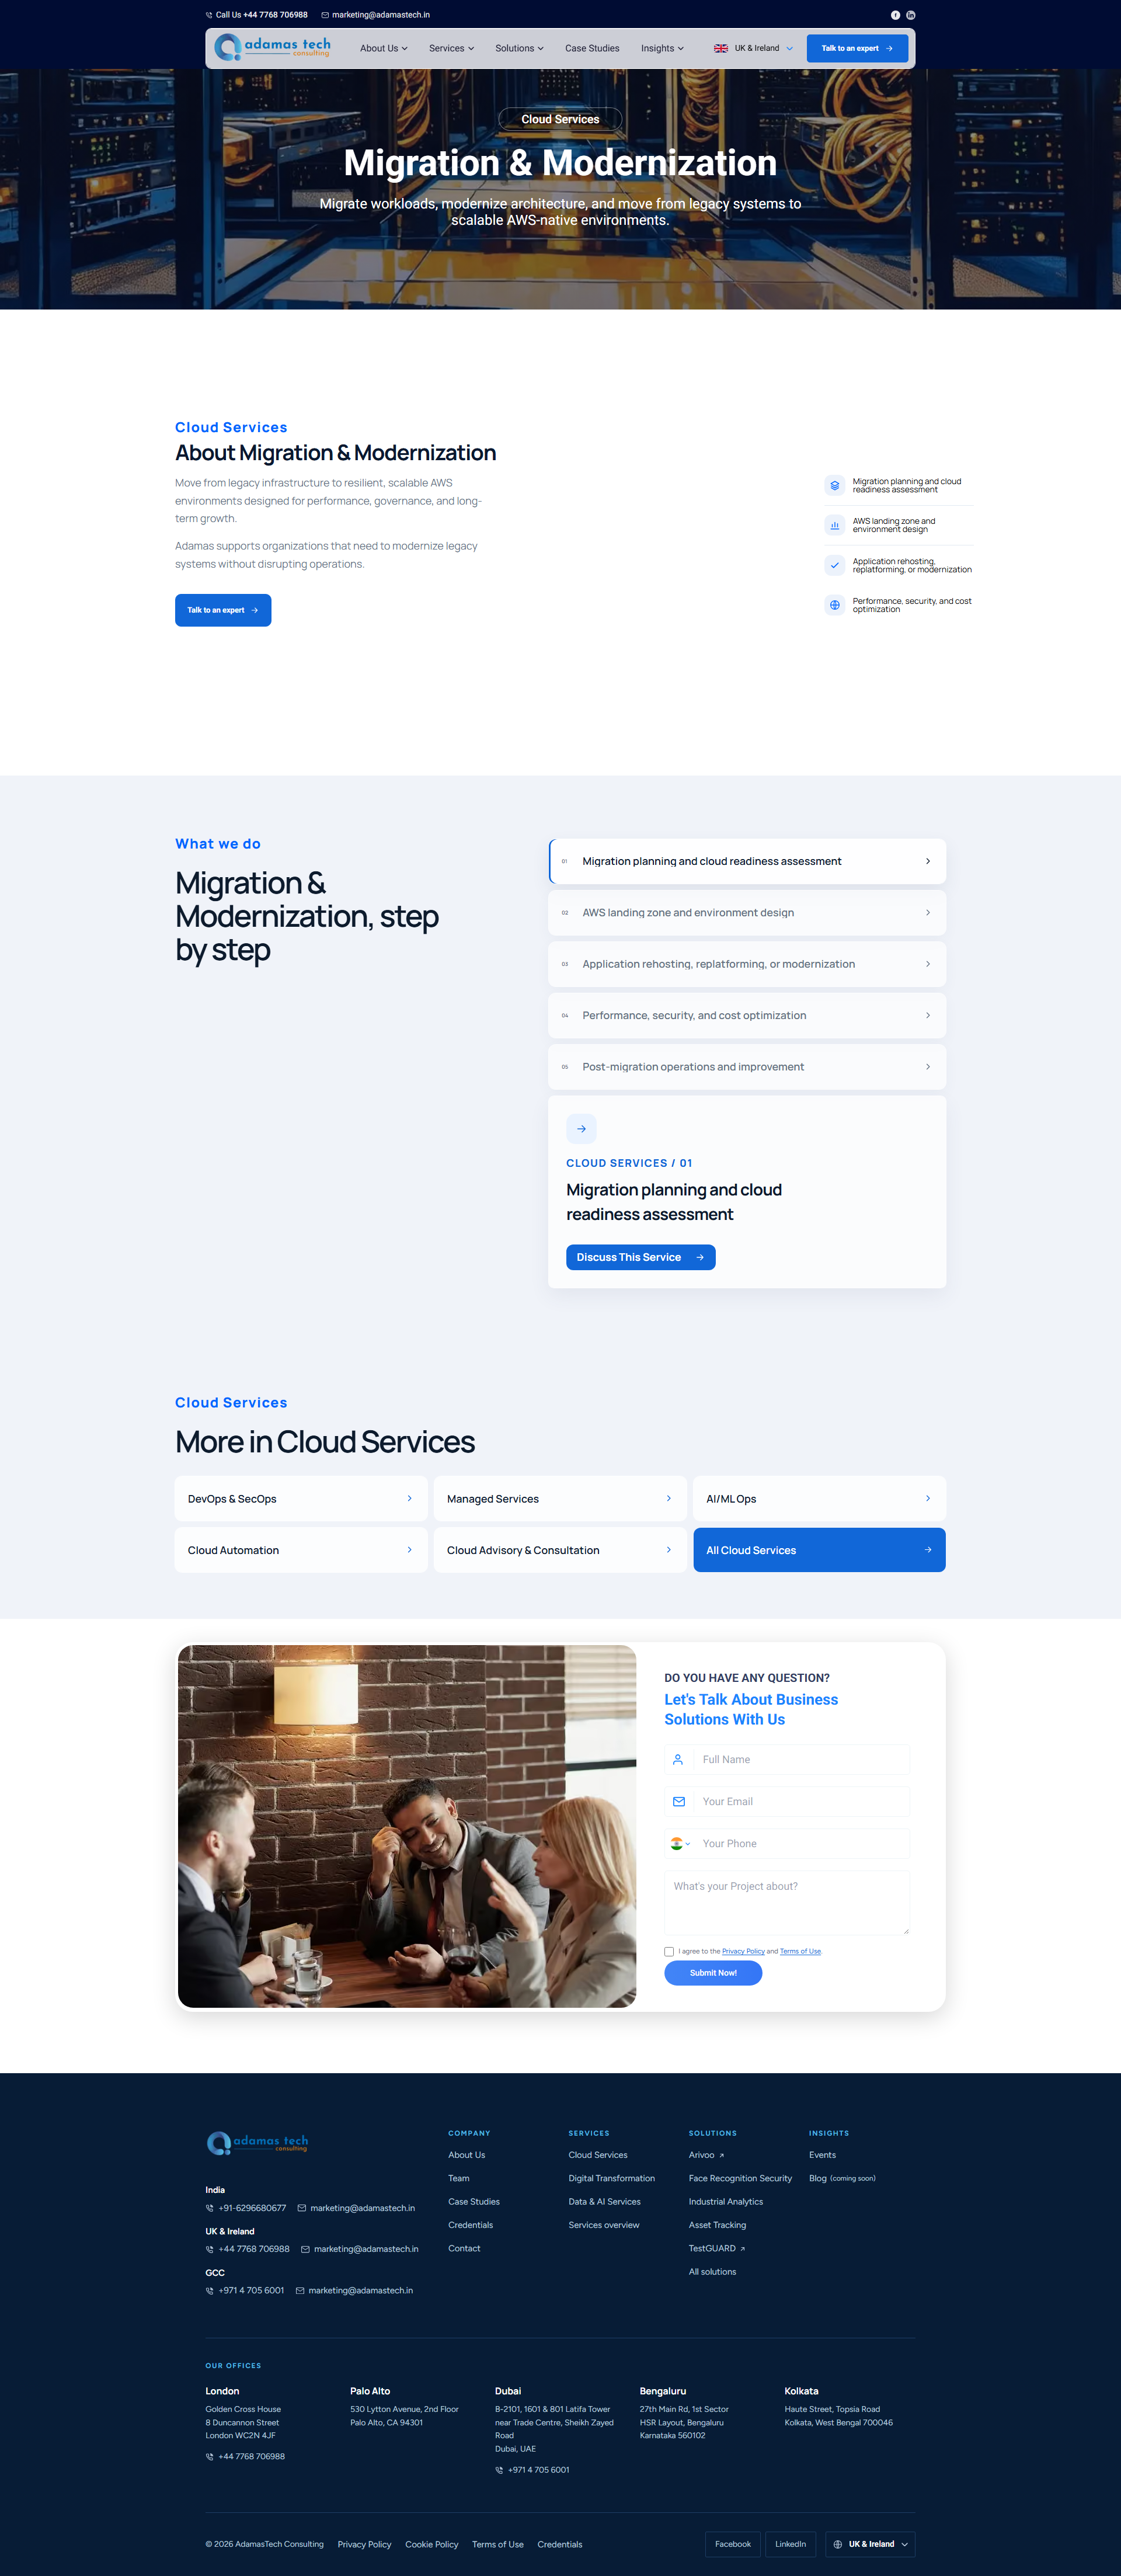 Call Us +44 7768 706988
marketing@adamastech.in
adamas tech
consulting
About Us
Services
Solutions
Case Studies
Insights
UK & Ireland
Talk to an expert
Cloud Services
Migration & Modernization
Migrate workloads, modernize architecture, and move from legacy systems to
scalable AWS-native environments.
Cloud Services
About Migration & Modernization
Move from legacy infrastructure to resilient, scalable AWS
environments designed for performance, governance, and long-
term growth.
Adamas supports organizations that need to modernize legacy
systems without disrupting operations.
Talk to an expert
Migration planning and cloud
readiness assessment
AWS landing zone and
environment design
Application rehosting,
replatforming, or modernization
Performance, security, and cost
optimization
What we do
Migration &
Modernization, step
by step
01
Migration planning and cloud readiness assessment
02
AWS landing zone and environment design
03
Application rehosting, replatforming, or modernization
04
Performance, security, and cost optimization
05
Post-migration operations and improvement
CLOUD SERVICES / 01
Migration planning and cloud
readiness assessment
Discuss This Service
Cloud Services
More in Cloud Services
DevOps & SecOps
Managed Services
AI/ML Ops
Cloud Automation
Cloud Advisory & Consultation
All Cloud Services
DO YOU HAVE ANY QUESTION?
Let's Talk About Business
Solutions With Us
Full Name
Your Email
Your Phone
What's your Project about?
I agree to the Privacy Policy and Terms of Use.
Submit Now!
adamas tech
consulting
India
+91-6296680677
marketing@adamastech.in
UK & Ireland
+44 7768 706988
marketing@adamastech.in
GCC
+971 4 705 6001
marketing@adamastech.in
COMPANY
About Us
Team
Case Studies
Credentials
Contact
SERVICES
Cloud Services
Digital Transformation
Data & AI Services
Services overview
SOLUTIONS
Arivoo
Face Recognition Security
Industrial Analytics
Asset Tracking
TestGUARD
All solutions
INSIGHTS
Events
Blog (coming soon)
OUR OFFICES
London
Golden Cross House
8 Duncannon Street
London WC2N 4JF
+44 7768 706988
Palo Alto
530 Lytton Avenue, 2nd Floor
Palo Alto, CA 94301
Dubai
B-2101, 1601 & 801 Latifa Tower
near Trade Centre, Sheikh Zayed
Road
Dubai, UAE
+971 4 705 6001
Bengaluru
27th Main Rd, 1st Sector
HSR Layout, Bengaluru
Karnataka 560102
Kolkata
Haute Street, Topsia Road
Kolkata, West Bengal 700046
© 2026 AdamasTech Consulting
Privacy Policy
Cookie Policy
Terms of Use
Credentials
Facebook
LinkedIn
UK & Ireland